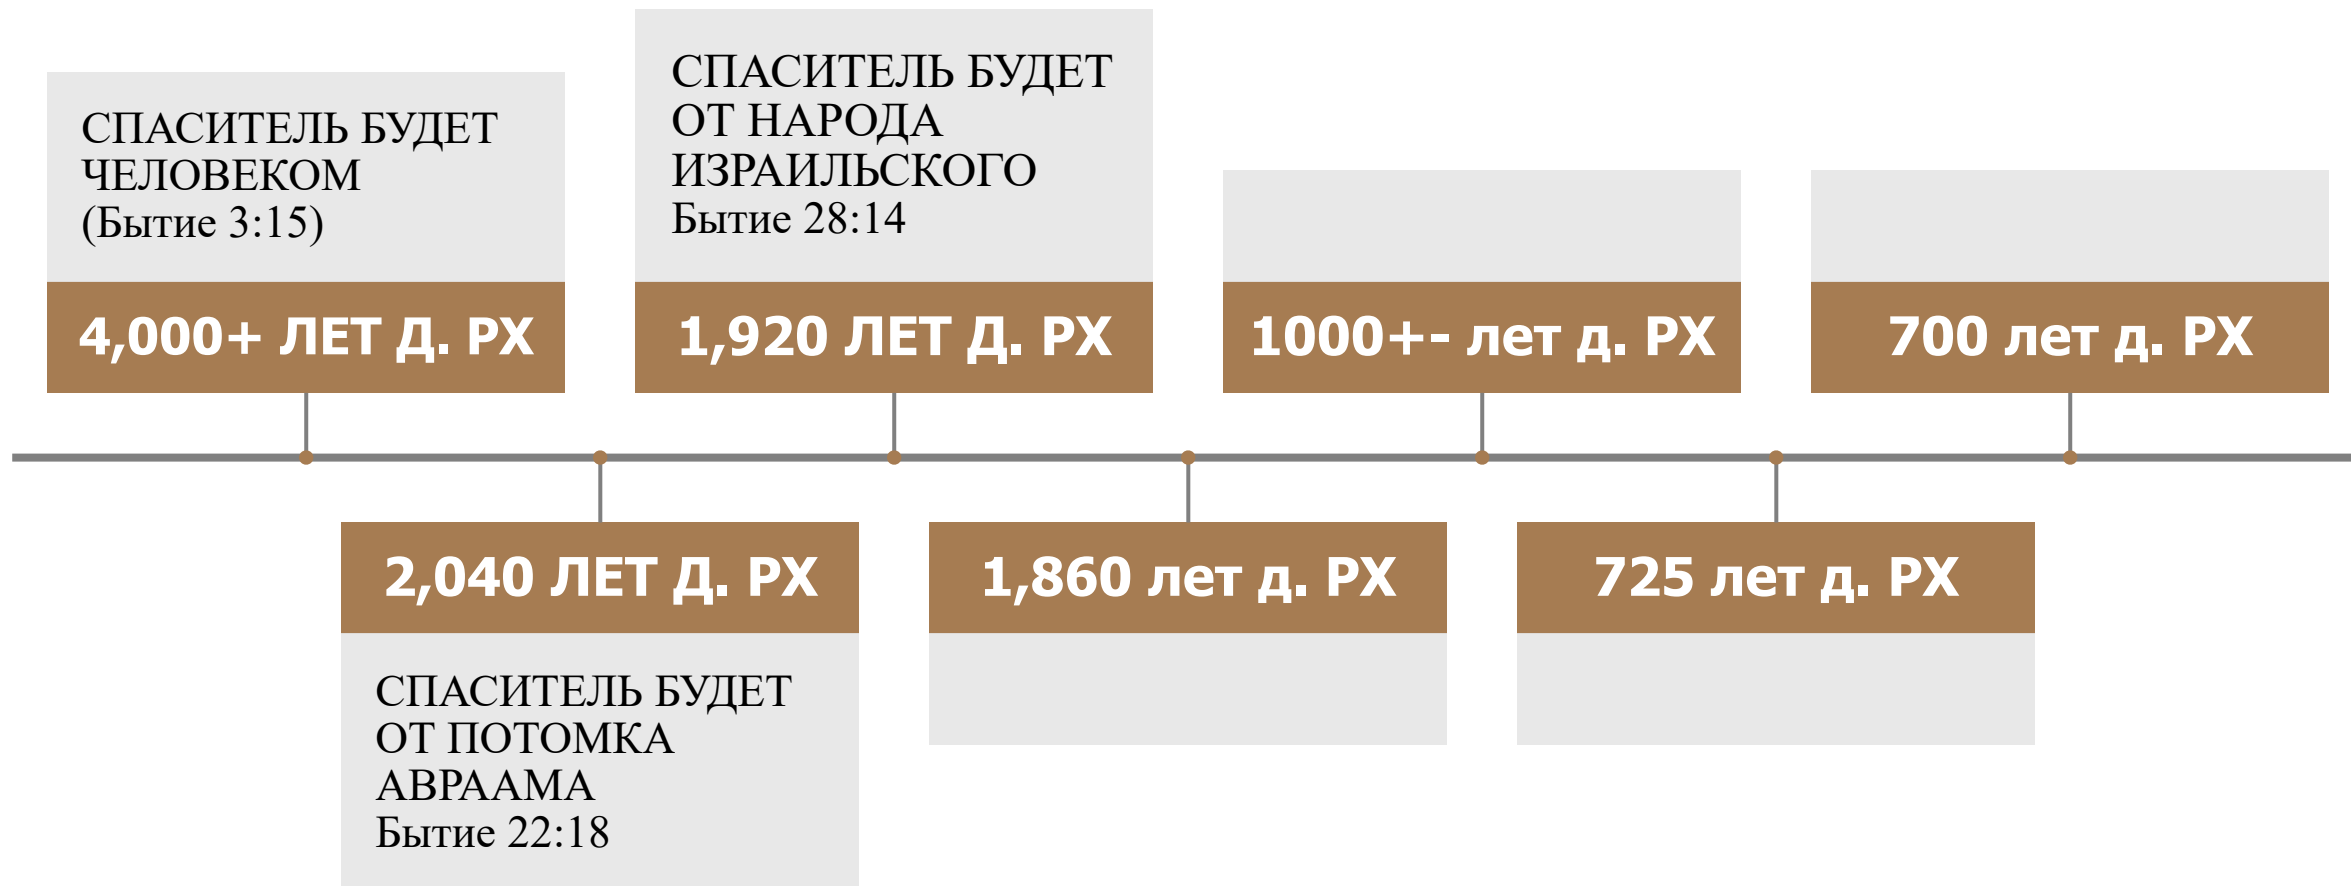 СПАСИТЕЛЬ БУДЕТ
ЧЕЛОВЕКОМ
(Бытие 3:15)
4,000+ ЛЕТ Д. РХ
2,040 ЛЕТ Д. РХ
СПАСИТЕЛЬ БУДЕТ
ОТ ПОТОМКА
АВРААМА
Бытие 22:18
СПАСИТЕЛЬ БУДЕТ
ОТ НАРОДА
ИЗРАИЛЬСКОГО
Бытие 28:14
1,920 ЛЕТ Д. РХ
1,860 лет д. РХ
1000+- лет д. РХ
725 лет д. РХ
700 лет д. РХ